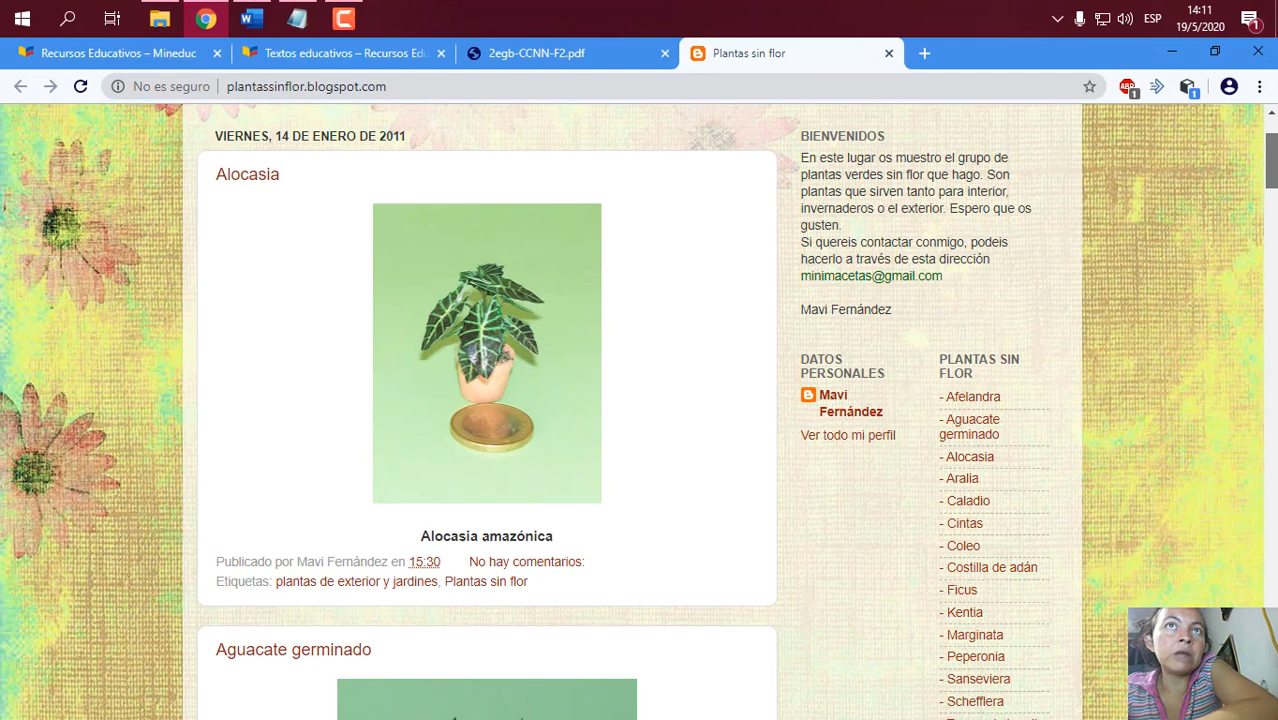 14:11
ESP
19/5/2020
1
Recursos Educativos – Mineduc
Textos educativos – Recursos Edu
2egb-CCNN-F2.pdf
Plantas sin flor
No es seguro
plantassinflor.blogspot.com
ABP
1
1
VIERNES, 14 DE ENERO DE 2011
Alocasia
Alocasia amazónica
Publicado por Mavi Fernández en 15:30 No hay comentarios:
Etiquetas: plantas de exterior y jardines, Plantas sin flor
Aguacate germinado
BIENVENIDOS
En este lugar os muestro el grupo de
plantas verdes sin flor que hago. Son
plantas que sirven tanto para interior,
invernaderos o el exterior. Espero que os
gusten.
Si quereis contactar conmigo, podeis
hacerlo a través de esta dirección
minimacetas@gmail.com
Mavi Fernández
DATOS
PERSONALES
Mavi
Fernández
Ver todo mi perfil
PLANTAS SIN
FLOR
- Afelandra
- Aguacate
germinado
- Alocasia
- Aralia
- Caladio
- Cintas
- Coleo
- Costilla de adán
- Ficus
- Kentia
- Marginata
- Peperonia
- Sanseviera
- Schefflera